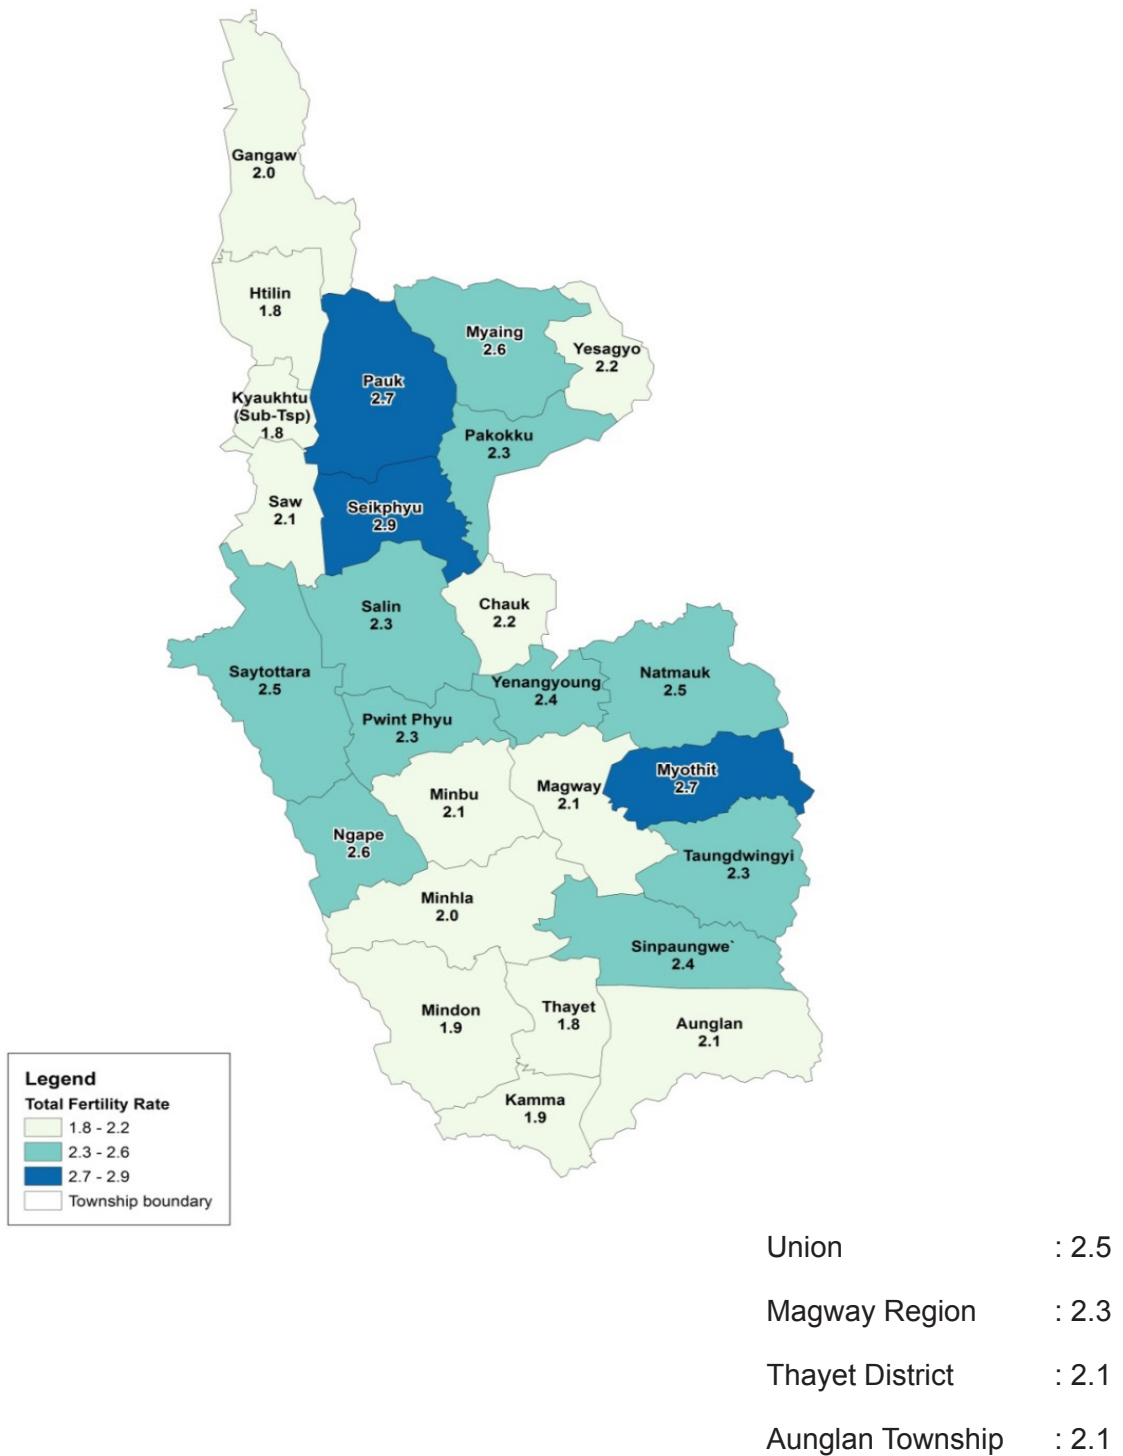 Gangaw
2.0
Htilin
1.8
Myaing
2.6
Yesagyo
2.2
Pauk
2.7
Kyaukhtu
(Sub-Tsp)
1.8
Pakokku
2.3
Saw
2.1
Seikphyu
2.9
Salin
2.3
Chauk
2.2
Saytottara
2.5
Yenangyoung
2.4
Natmauk
2.5
Pwint Phyu
2.3
Myothit
2.7
Minbu
2.1
Magway
2.1
Ngape
2.6
Taungdwingyi
2.3
Minhla
2.0
Sinpaungwe`
2.4
Mindon
1.9
Thayet
1.8
Aunglan
2.1
Kamma
1.9
Legend
Total Fertility Rate
1.8 - 2.2
2.3 - 2.6
2.7 - 2.9
Township boundary
Union : 2.5
Magway Region : 2.3
Thayet District : 2.1
Aunglan Township : 2.1